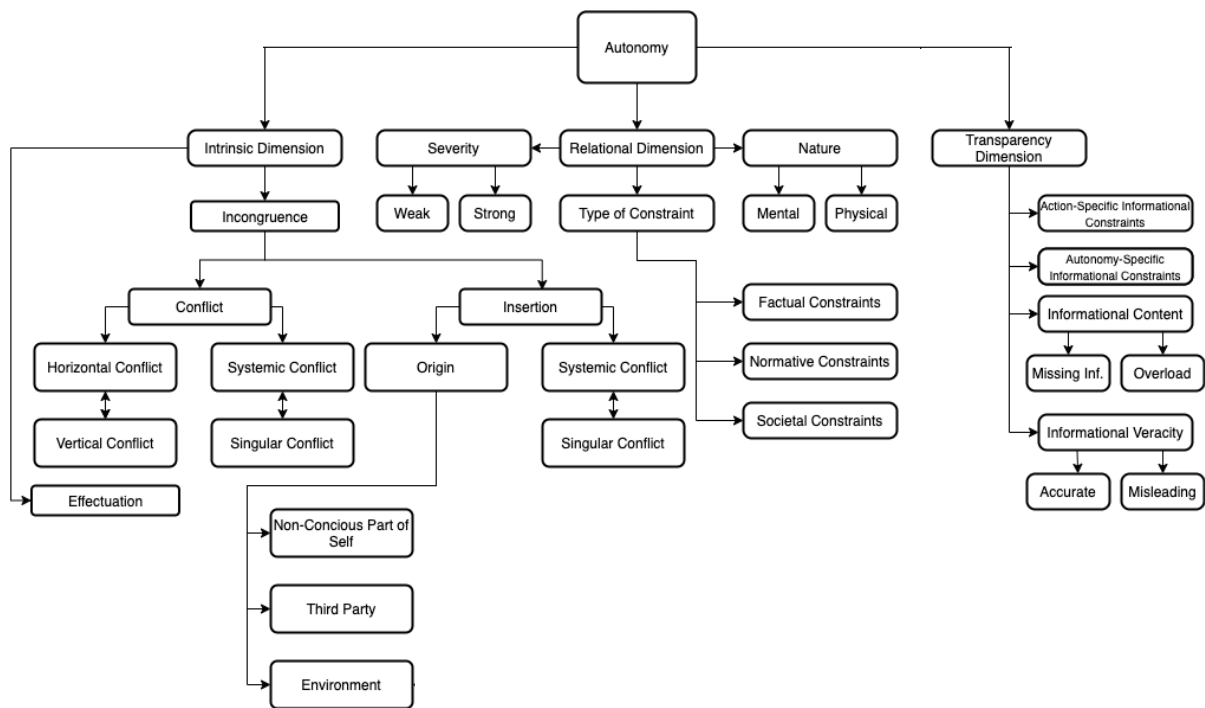 Autonomy
Intrinsic Dimension
Severity
Relational Dimension
Nature
Transparency
Dimension
Incongruence
Weak
Strong
Type of Constraint
Mental
Physical
Action-Specific Informational
Constraints
Autonomy-Specific
Informational Constraints
Conflict
Insertion
Factual Constraints
Informational Content
Horizontal Conflict
Systemic Conflict
Origin
Systemic Conflict
Normative Constraints
Missing Inf.
Overload
Vertical Conflict
Singular Conflict
Singular Conflict
Societal Constraints
Informational Veracity
Effectuation
Accurate
Misleading
Non-Concious Part of
Self
Third Party
Environment